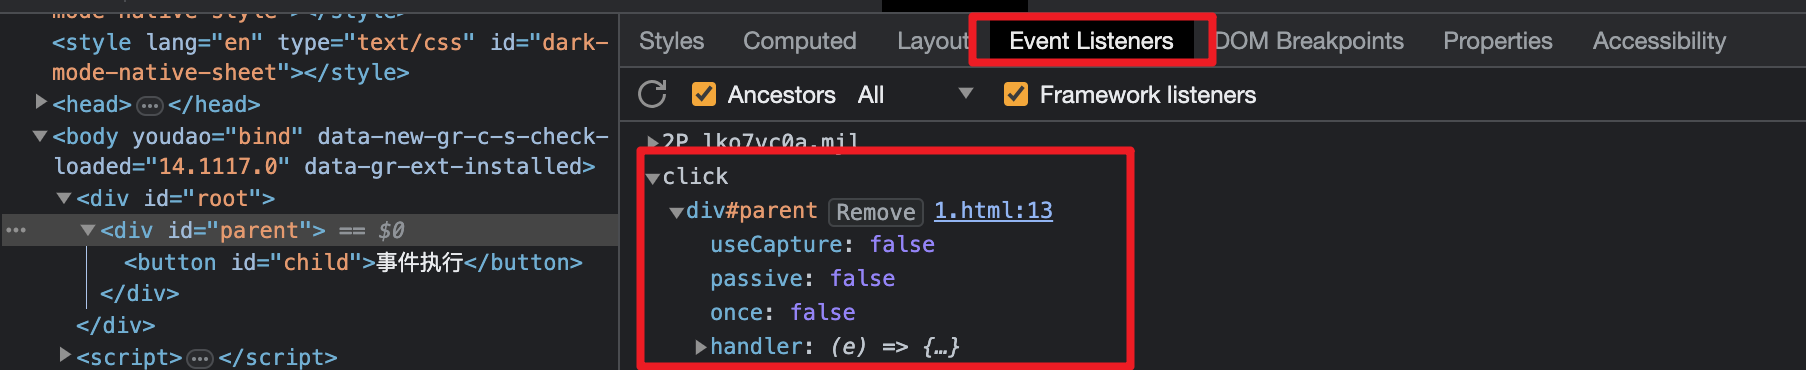 mode-native-style"></style>
<style lang="en" type="text/css" id="dark-
mode-native-sheet"></style>
<head> ••• </head>
<body youdao="bind" data-new-gr-c-s-check-
loaded="14.1117.0" data-gr-ext-installed>
<div id="root">
••• <div id="parent"> == $0
<button id="child">事件执行</button>
</div>
</div>
<script> ••• </script>
Styles Computed Layout Event Listeners DOM Breakpoints Properties Accessibility
Ancestors All Framework listeners
click
div#parent Remove 1.html:13
useCapture: false
passive: false
once: false
handler: (e) => {…}